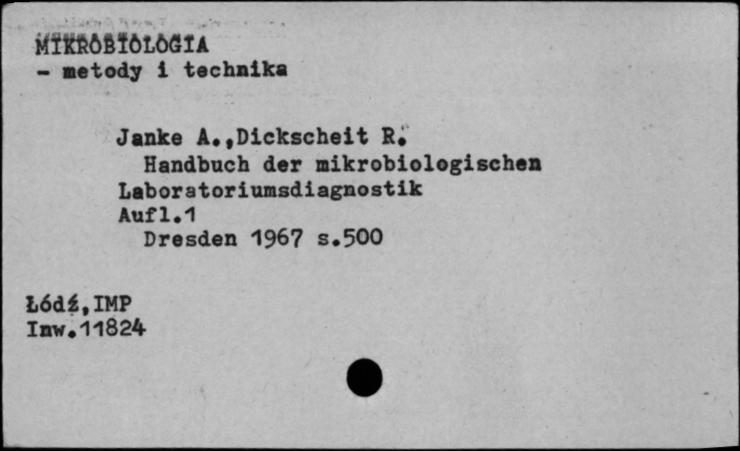 MIKROBIOLOGIA
- metody i technika
Janke A.,Dickscheit R.
Handbuch der mikrobiologischen
Laboratoriumsdiagnostik
Aufl.1
Dresden 1967 s.500
Łódź,IMP
Inw.11824